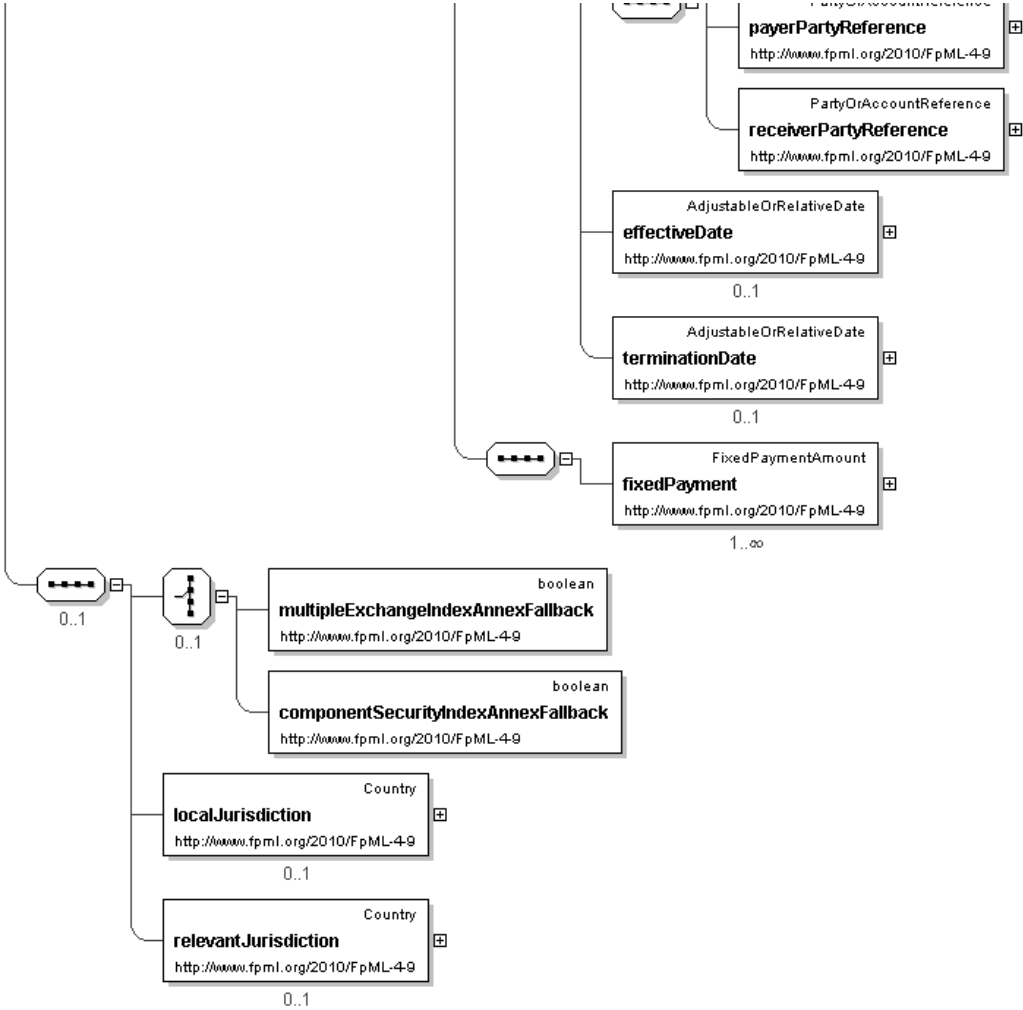 PartyOrAccountReference
payerPartyReference
http://www.fpml.org/2010/FpML-4-9
PartyOrAccountReference
receiverPartyReference
http://www.fpml.org/2010/FpML-4-9
AdjustableOrRelativeDate
effectiveDate
http://www.fpml.org/2010/FpML-4-9
0..1
AdjustableOrRelativeDate
terminationDate
http://www.fpml.org/2010/FpML-4-9
0..1
FixedPaymentAmount
fixedPayment
http://www.fpml.org/2010/FpML-4-9
1..∞
0..1
0..1
boolean
multipleExchangeIndexAnnexFallback
http://www.fpml.org/2010/FpML-4-9
boolean
componentSecurityIndexAnnexFallback
http://www.fpml.org/2010/FpML-4-9
Country
localJurisdiction
http://www.fpml.org/2010/FpML-4-9
0..1
Country
relevantJurisdiction
http://www.fpml.org/2010/FpML-4-9
0..1